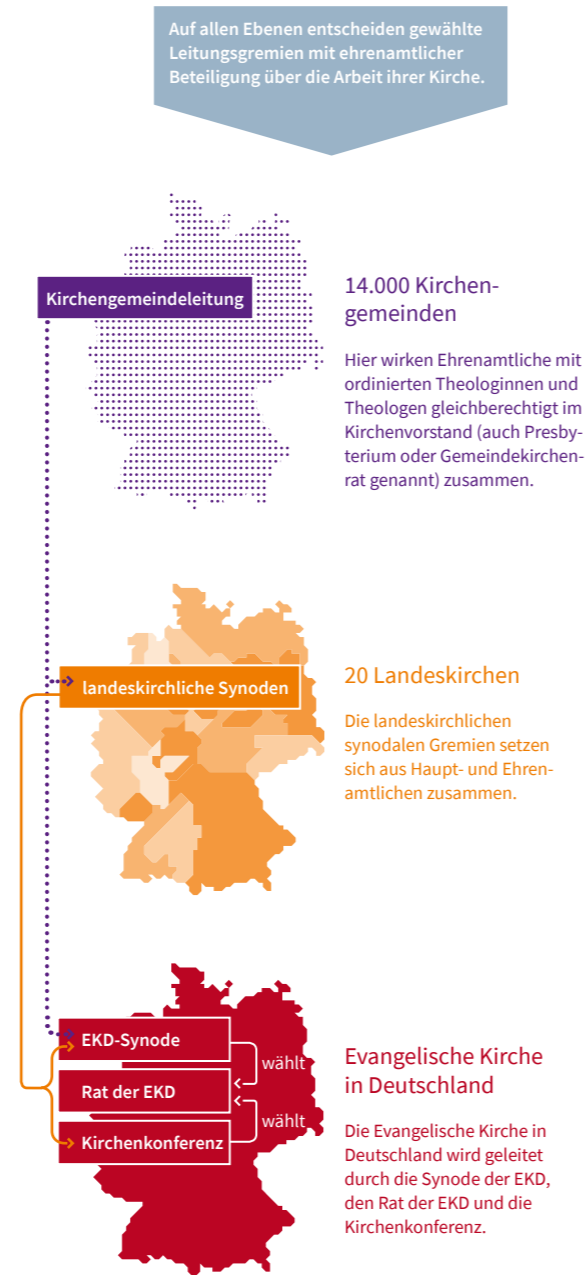 Auf allen Ebenen entscheiden gewählte
Leitungsgremien mit ehrenamtlicher
Beteiligung über die Arbeit ihrer Kirche.
Kirchengemeindeleitung
14.000 Kirchen-
gemeinden
Hier wirken Ehrenamtliche mit
ordinierten Theologinnen und
Theologen gleichberechtigt im
Kirchenvorstand (auch Presby-
terium oder Gemeindekirchen-
rat genannt) zusammen.
landeskirchliche Synoden
20 Landeskirchen
Die landeskirchlichen
synodalen Gremien setzen
sich aus Haupt- und Ehren-
amtlichen zusammen.
EKD-Synode
wählt
Rat der EKD
wählt
Kirchenkonferenz
Evangelische Kirche
in Deutschland
Die Evangelische Kirche in
Deutschland wird geleitet
durch die Synode der EKD,
den Rat der EKD und die
Kirchenkonferenz.